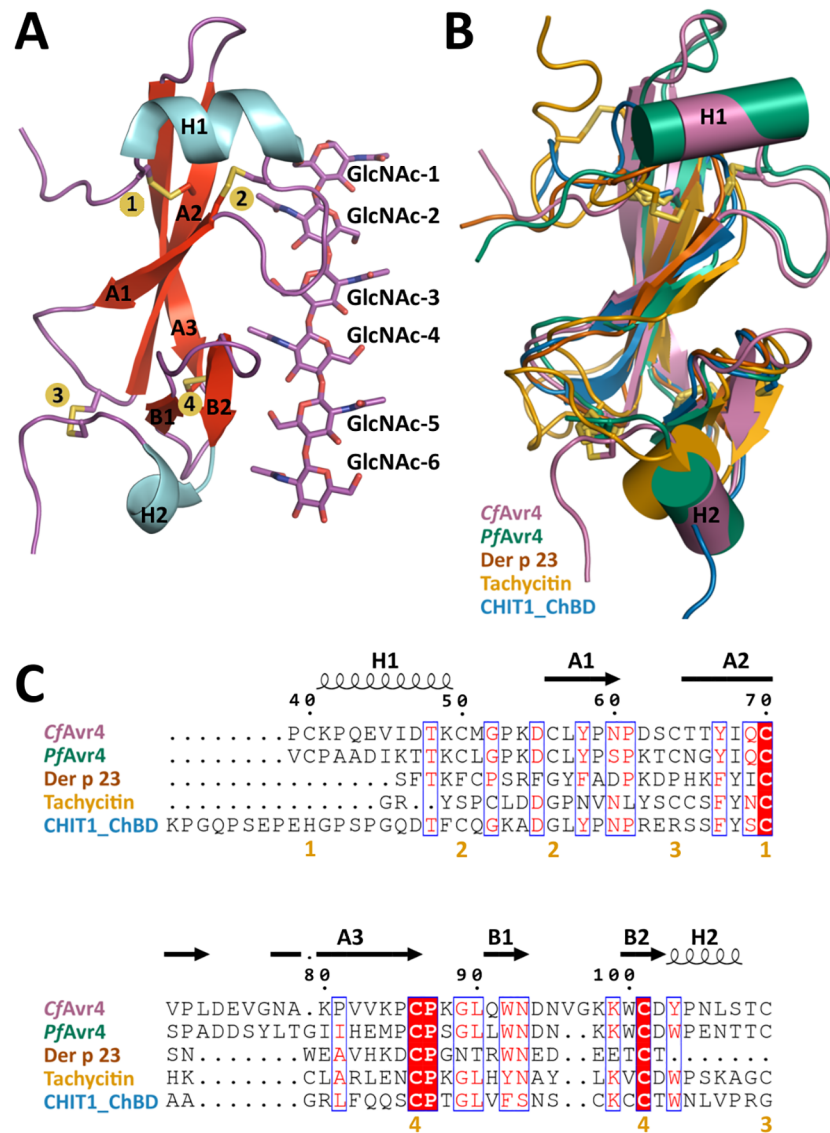 A
B
H1
H1
GlcNAc-1
1
2
A2
GlcNAc-2
A1
GlcNAc-3
A3
GlcNAc-4
3
4
B1
B2
GlcNAc-5
GlcNAc-6
H2
H2
CfAvr4
PfAvr4
Der p 23
Tachycitin
CHIT1_ChBD
C
H1 A1 A2
40 50 60 70
CfAvr4 ........PCKPQEVIDTKCMGPKDCLYPNPDSCTTYIQC
PfAvr4 ........VCPAADIKTTKCLGPKDCLYPSPKTCNGYIQC
Der p 23 ...............SFTKFCPSRFGYFADPKDPHKFYIC
Tachycitin ..............GR..YSPCLDDGPNVNLYSCCSFYNC
CHIT1_ChBD KPGQPSEPEHGPSPGQDTFCQGKADGLYPNPRERSSFYSC
1 2 2 3 1
A3 B1 B2 H2
.
80 90 100
CfAvr4 VPLDEVGNA.KPVVKPCPKGLQWNDNVGKKWCDYPNLSTC
PfAvr4 SPADDSYLTGIIHEMPCPSGLLWNDN..KKWCDWPENTTC
Der p 23 SN.......WEAVHKDCPGNTRWNED..EETCT.......
Tachycitin HK.......CLARLENCPKGLHYNAY..LKVCDWPSKAGC
CHIT1_ChBD AA.......GRLFQQSCPTGLVFSNS..CKCCTWNLVPRG
4 4 3